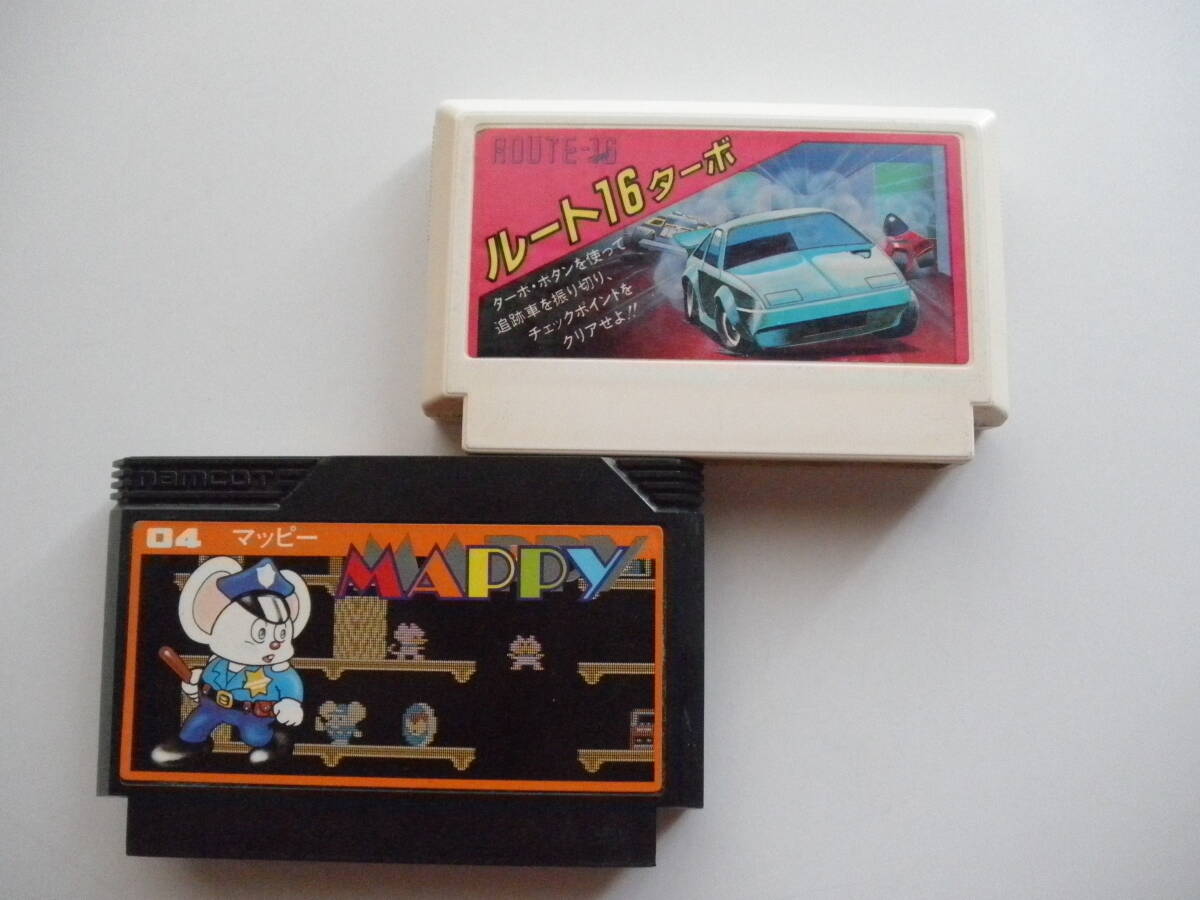 ROUTE-16
ルート16ターボ
ターボ・ボタンを使って
追跡車を振り切り、
チェックポイントを
クリアせよ!!
namcot
04 マッピー
MAPPY